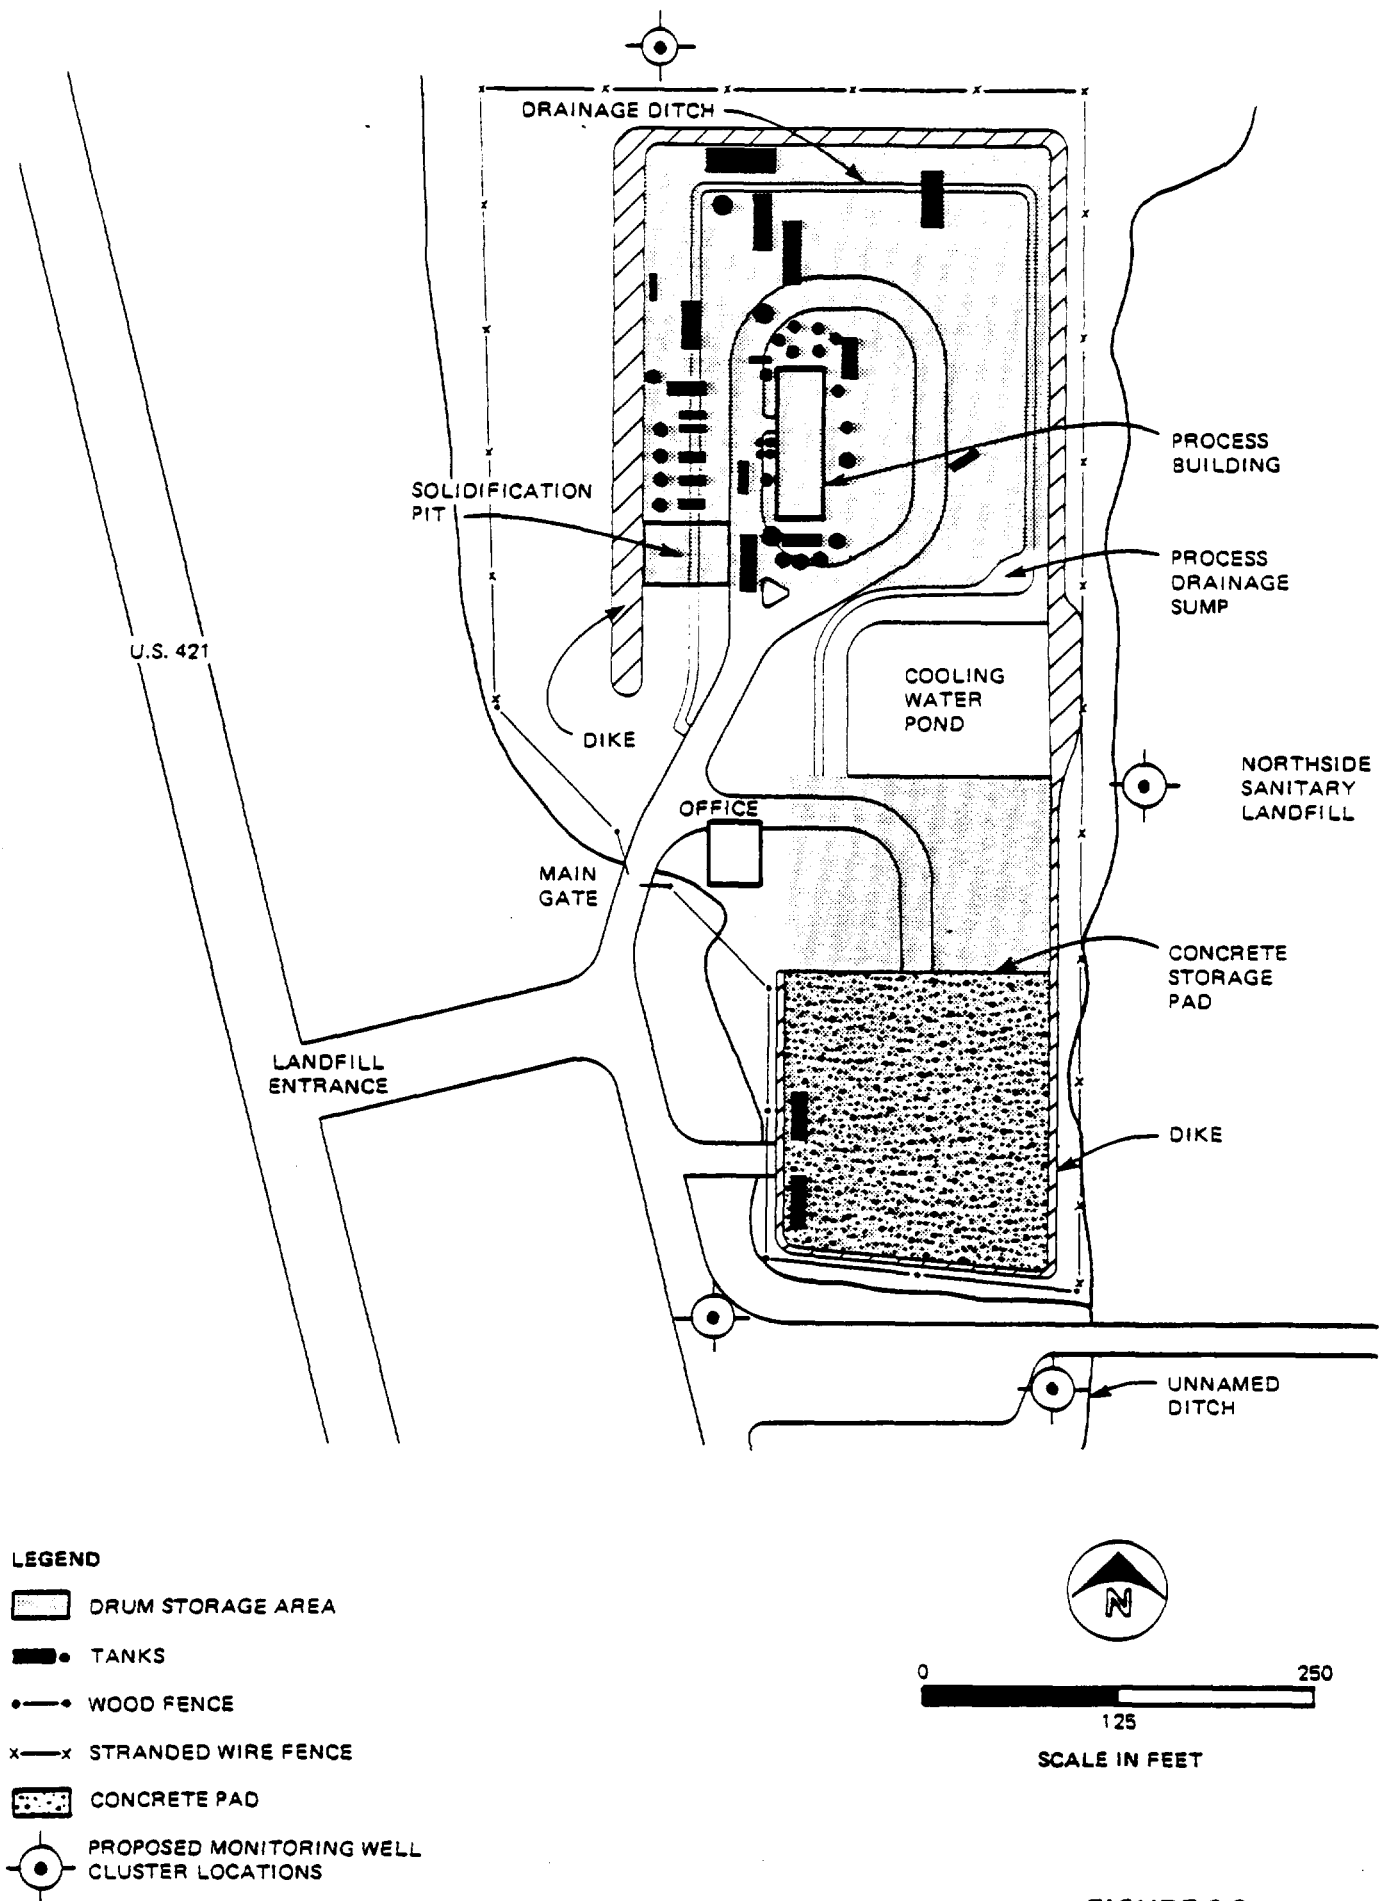 DRAINAGE DITCH
PROCESS
BUILDING
SOLIDIFICATION
PIT
PROCESS
DRAINAGE
SUMP
U.S. 421
COOLING
WATER
POND
DIKE
NORTHSIDE
SANITARY
LANDFILL
OFFICE
MAIN
GATE
CONCRETE
STORAGE
PAD
LANDFILL
ENTRANCE
DIKE
UNNAMED
DITCH
LEGEND
DRUM STORAGE AREA
TANKS
WOOD FENCE
STRANDED WIRE FENCE
CONCRETE PAD
PROPOSED MONITORING WELL
CLUSTER LOCATIONS
N
0 250
125
SCALE IN FEET